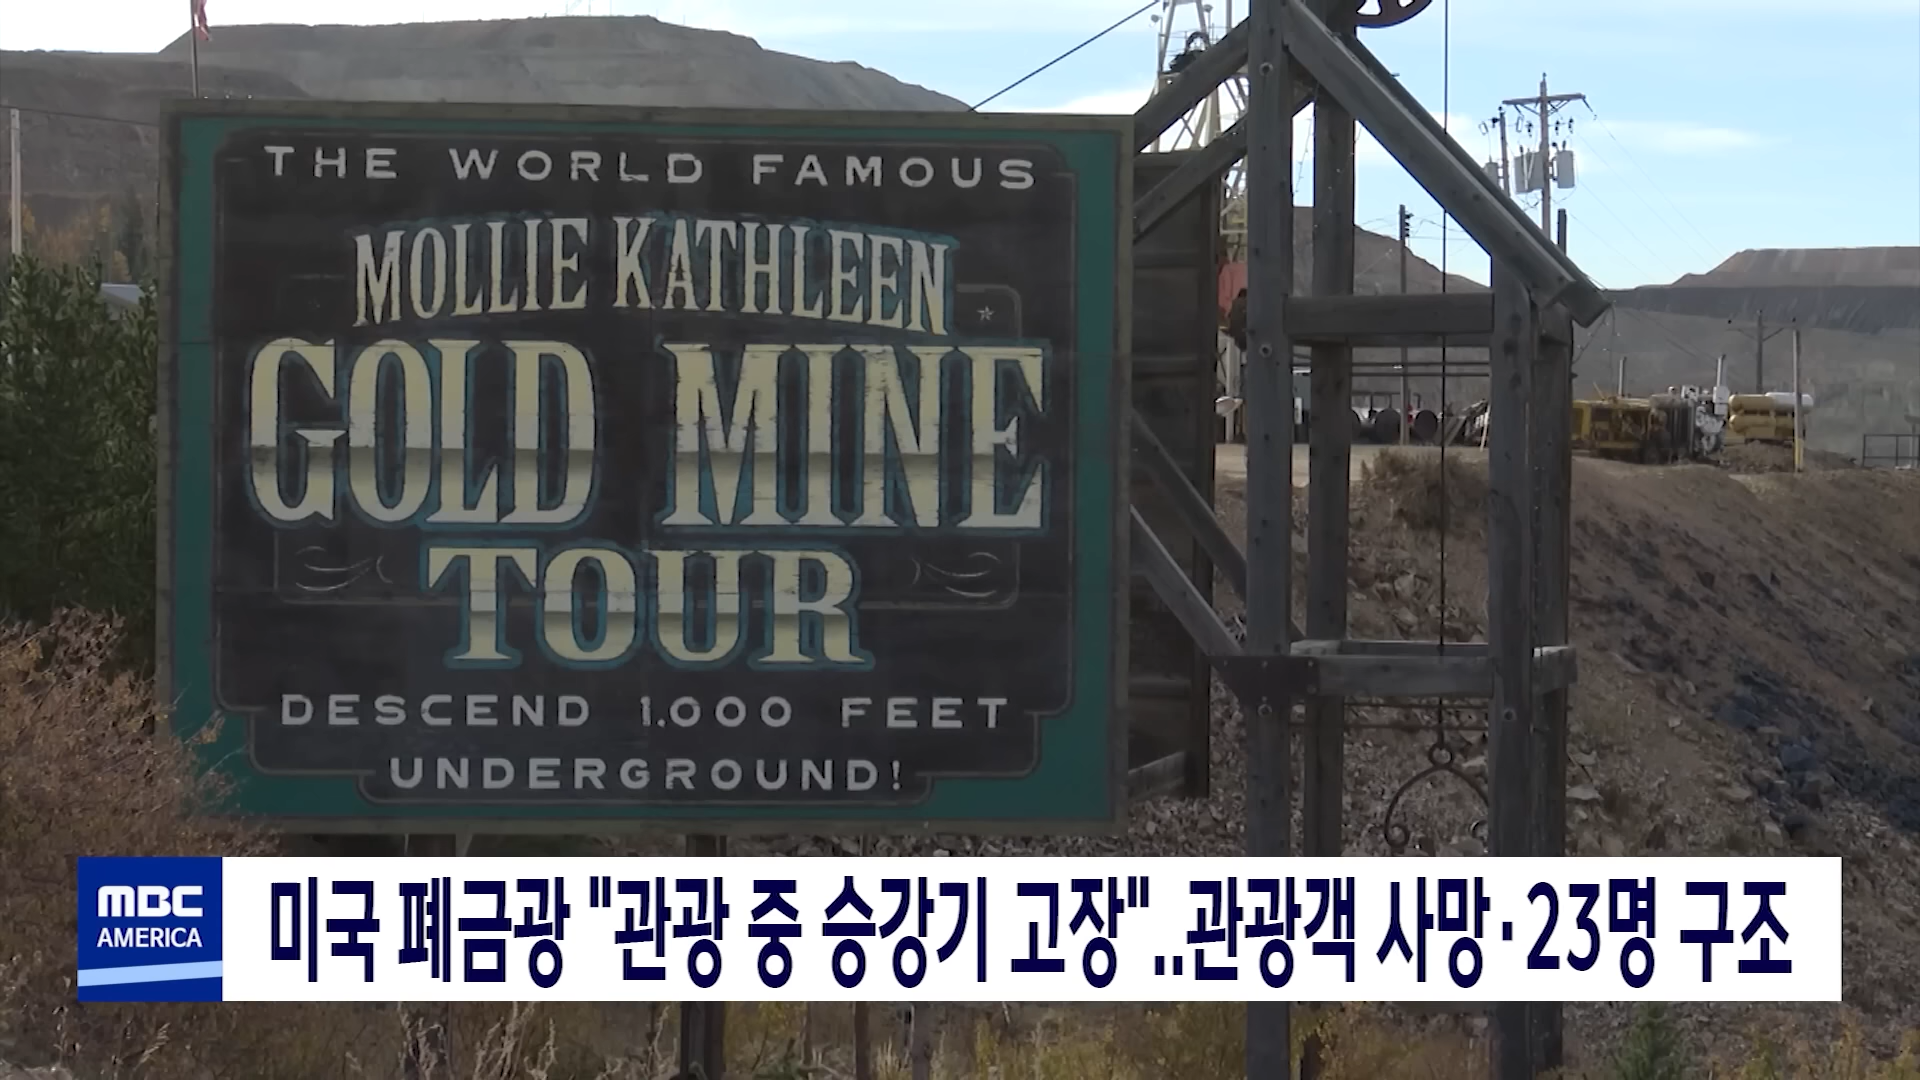 THE WORLD FAMOUS
MOLLIE KATHLEEN
GOLD MINE
TOUR
DESCEND 1.000 FEET
UNDERGROUND!
MBC
AMERICA
미국 폐금광 "관광 중 승강기 고장"..관광객 사망·23명 구조